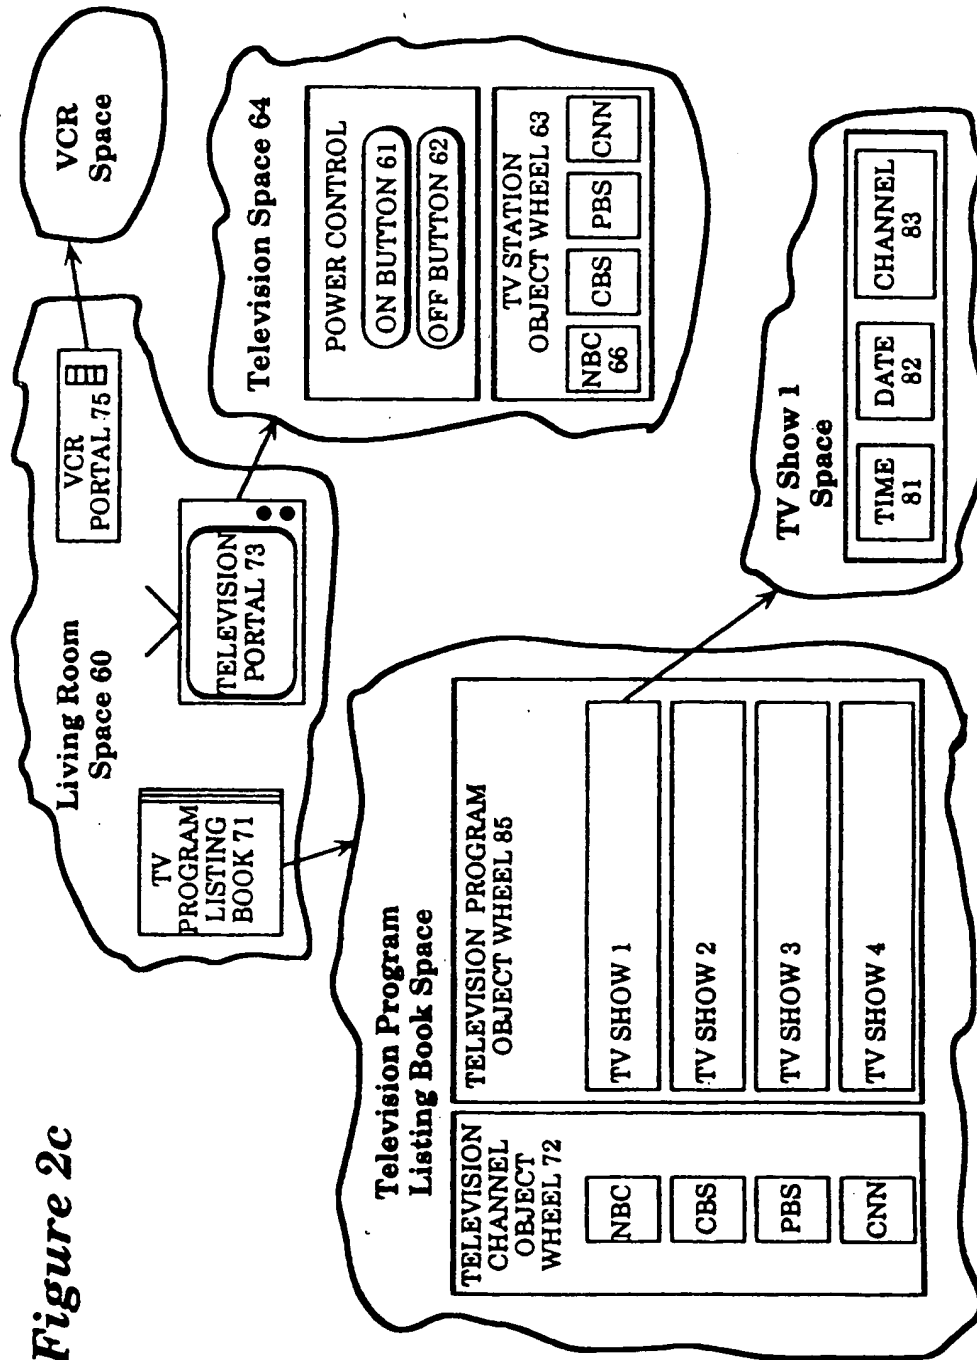 Figure 2c
Living Room
Space 60
TV
PROGRAM
LISTING
BOOK 71
TELEVISION
PORTAL 73
VCR
PORTAL 75
VCR
Space
Television Space 64
POWER CONTROL
ON BUTTON 61
OFF BUTTON 62
TV STATION
OBJECT WHEEL 63
NBC
66
CBS
PBS
CNN
Television Program
Listing Book Space
TELEVISION
CHANNEL
OBJECT
WHEEL 72
NBC
CBS
PBS
CNN
TELEVISION PROGRAM
OBJECT WHEEL 85
TV SHOW 1
TV SHOW 2
TV SHOW 3
TV SHOW 4
TV Show 1
Space
TIME
81
DATE
82
CHANNEL
83